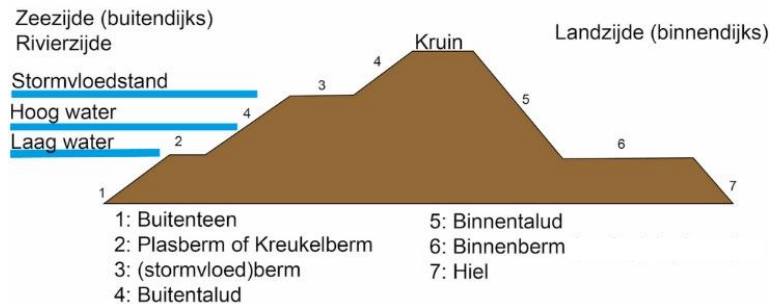 Zeezijde (buitendijks)
Rivierzijde
Kruin
Landzijde (binnendijks)
Stormvloedstand
Hoog water
Laag water
4
3
4
2
5
6
1
7
1: Buitenteen
2: Plasberm of Kreukelberm
3: (stormvloed)berm
4: Buitentalud
5: Binnentalud
6: Binnenberm
7: Hiel